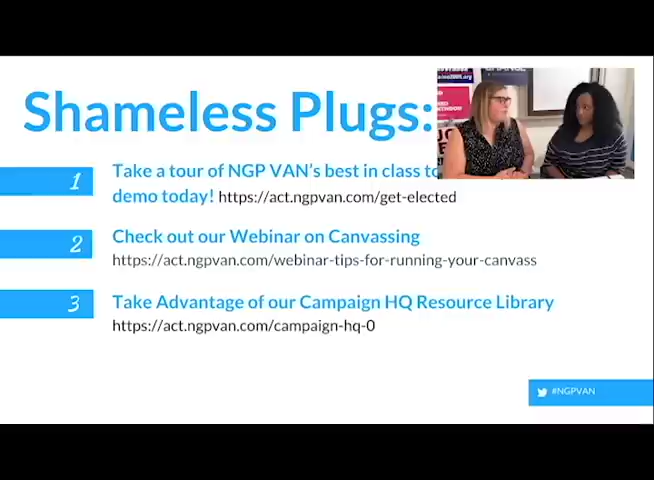 Shameless Plugs:
1
Take a tour of NGP VAN's best in class
demo today! https://act.ngpvan.com/get-elected
2
Check out our Webinar on Canvassing
https://act.ngpvan.com/webinar-tips-for-running-your-canvass
3
Take Advantage of our Campaign HQ Resource Library
https://act.ngpvan.com/campaign-hq-0
#NGPVAN